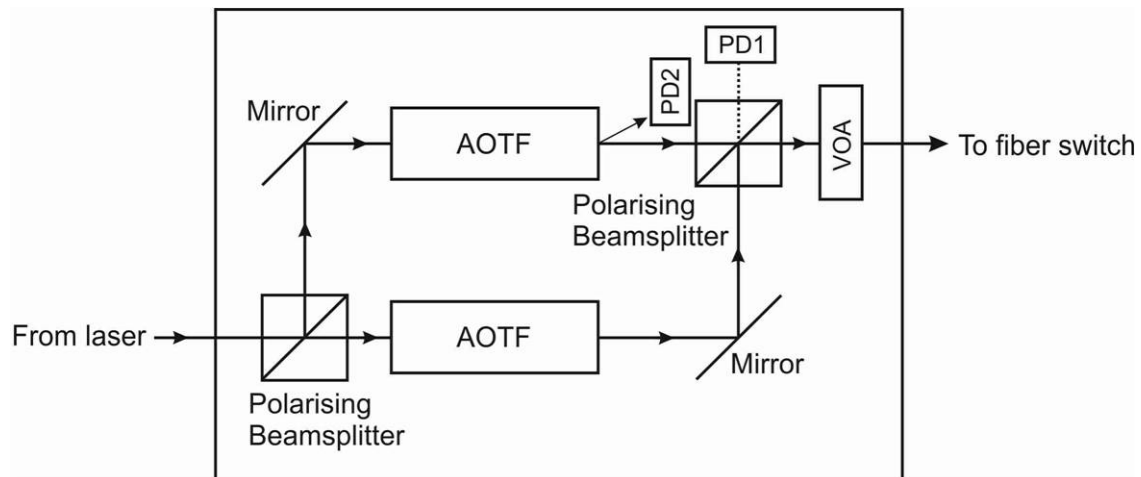 PD1
PD2
Mirror
AOTF
VOA
To fiber switch
Polarising
Beamsplitter
From laser
AOTF
Mirror
Polarising
Beamsplitter